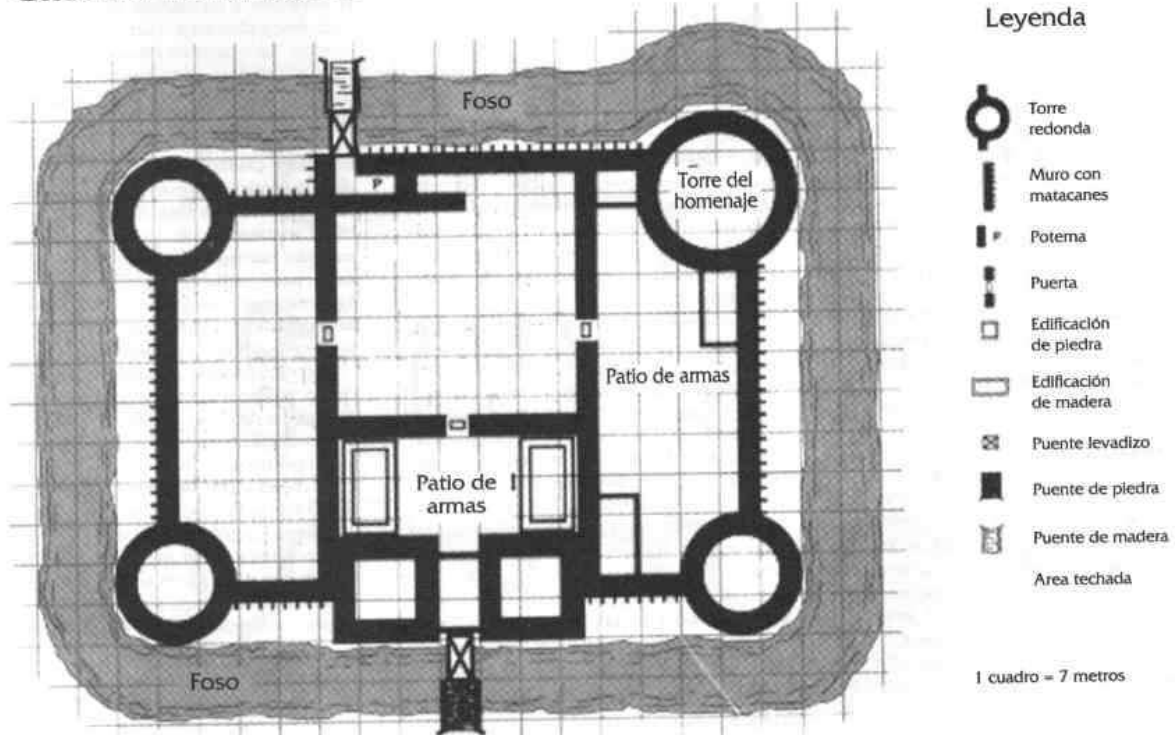 Foso
P
Torre del
homenaje
Patio de armas
Patio de
armas
Foso
Leyenda
Torre
redonda
Muro con
matacanes
P
Poterna
Puerta
Edificación
de piedra
Edificación
de madera
Puente levadizo
Puente de piedra
Puente de madera
Area techada
1 cuadro = 7 metros